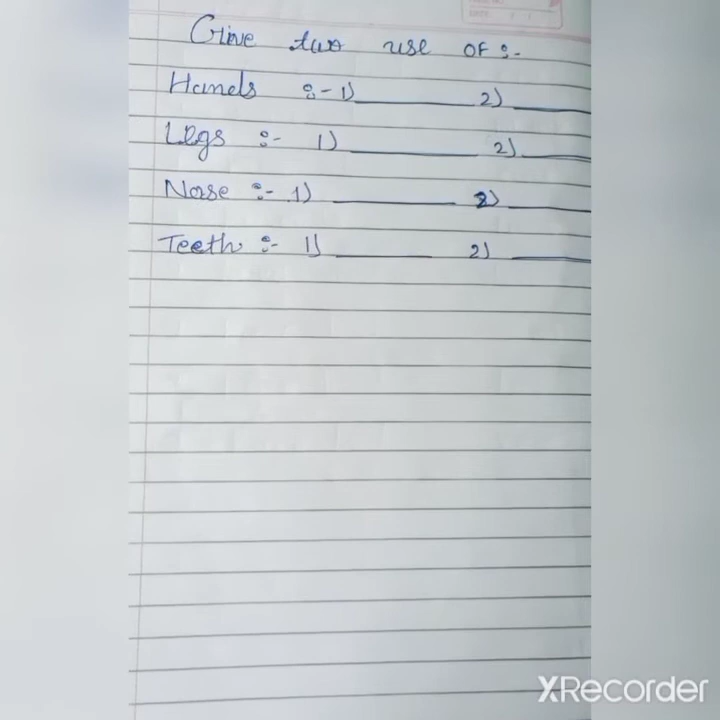 Give two use of :-
Hands :- 1) ________ 2) ________
Legs :- 1) ________ 2) ________
Nose :- 1) ________ 2) ________
Teeth :- 1) ________ 2) ________
XRecorder